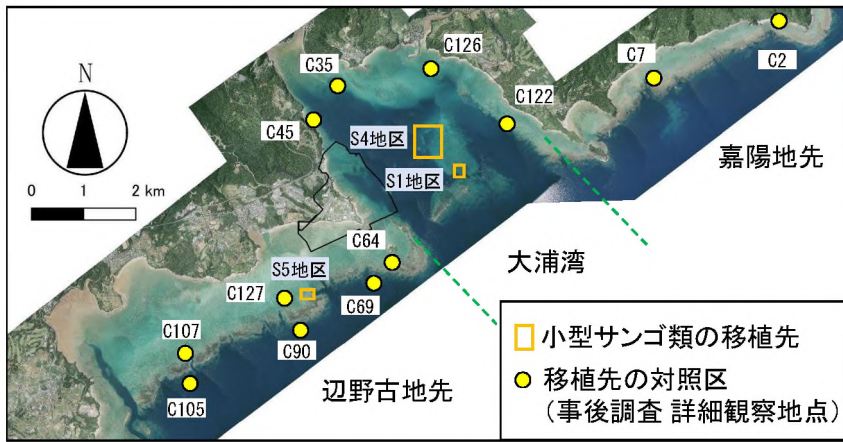 C126
C35
C7
C2
N
C45
C122
S4地区
嘉陽地先
0 1 2 km
S1地区
C64
大浦湾
S5地区
C127
C69
小型サンゴ類の移植先
C107
C90
移植先の対照区
辺野古地先
C105
(事後調査 詳細観察地点)